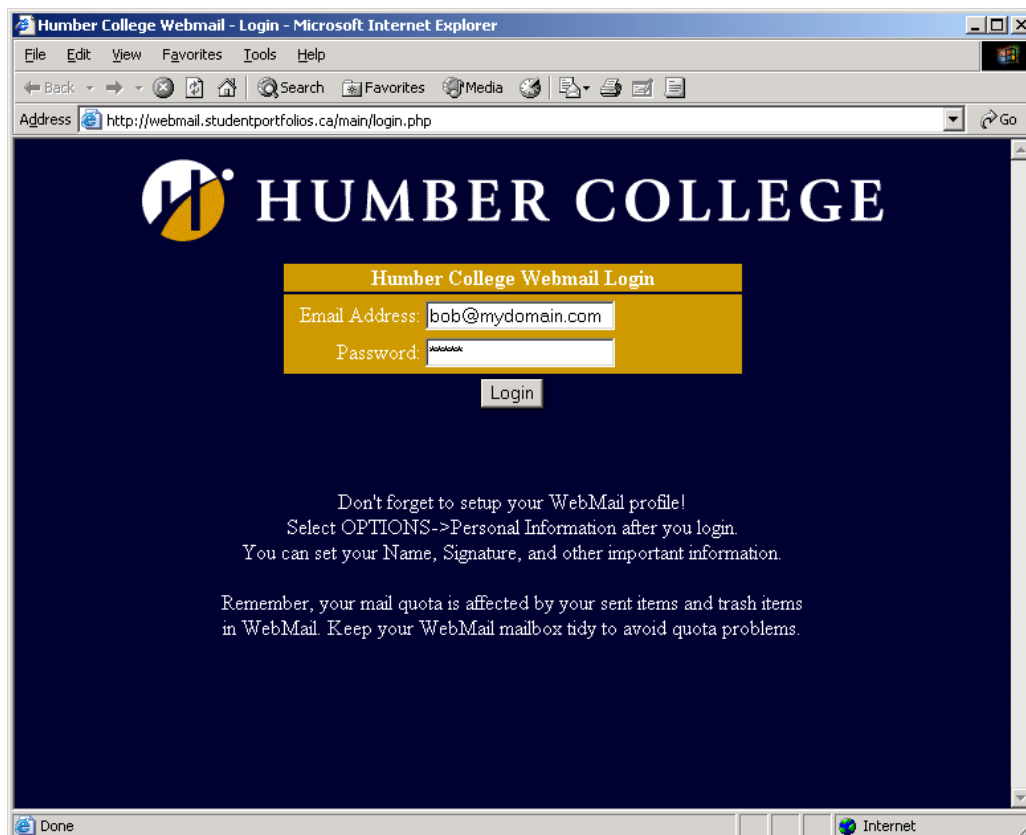 Humber College Webmail - Login - Microsoft Internet Explorer
File Edit View Favorites Tools Help
Back Search Favorites Media
Address http://webmail.studentportfolios.ca/main/login.php Go
HUMBER COLLEGE
Humber College Webmail Login
Email Address: bob@mydomain.com
Password: ******
Login
Don't forget to setup your WebMail profile!
Select OPTIONS->Personal Information after you login.
You can set your Name, Signature, and other important information.
Remember, your mail quota is affected by your sent items and trash items
in WebMail. Keep your WebMail mailbox tidy to avoid quota problems.
Done Internet